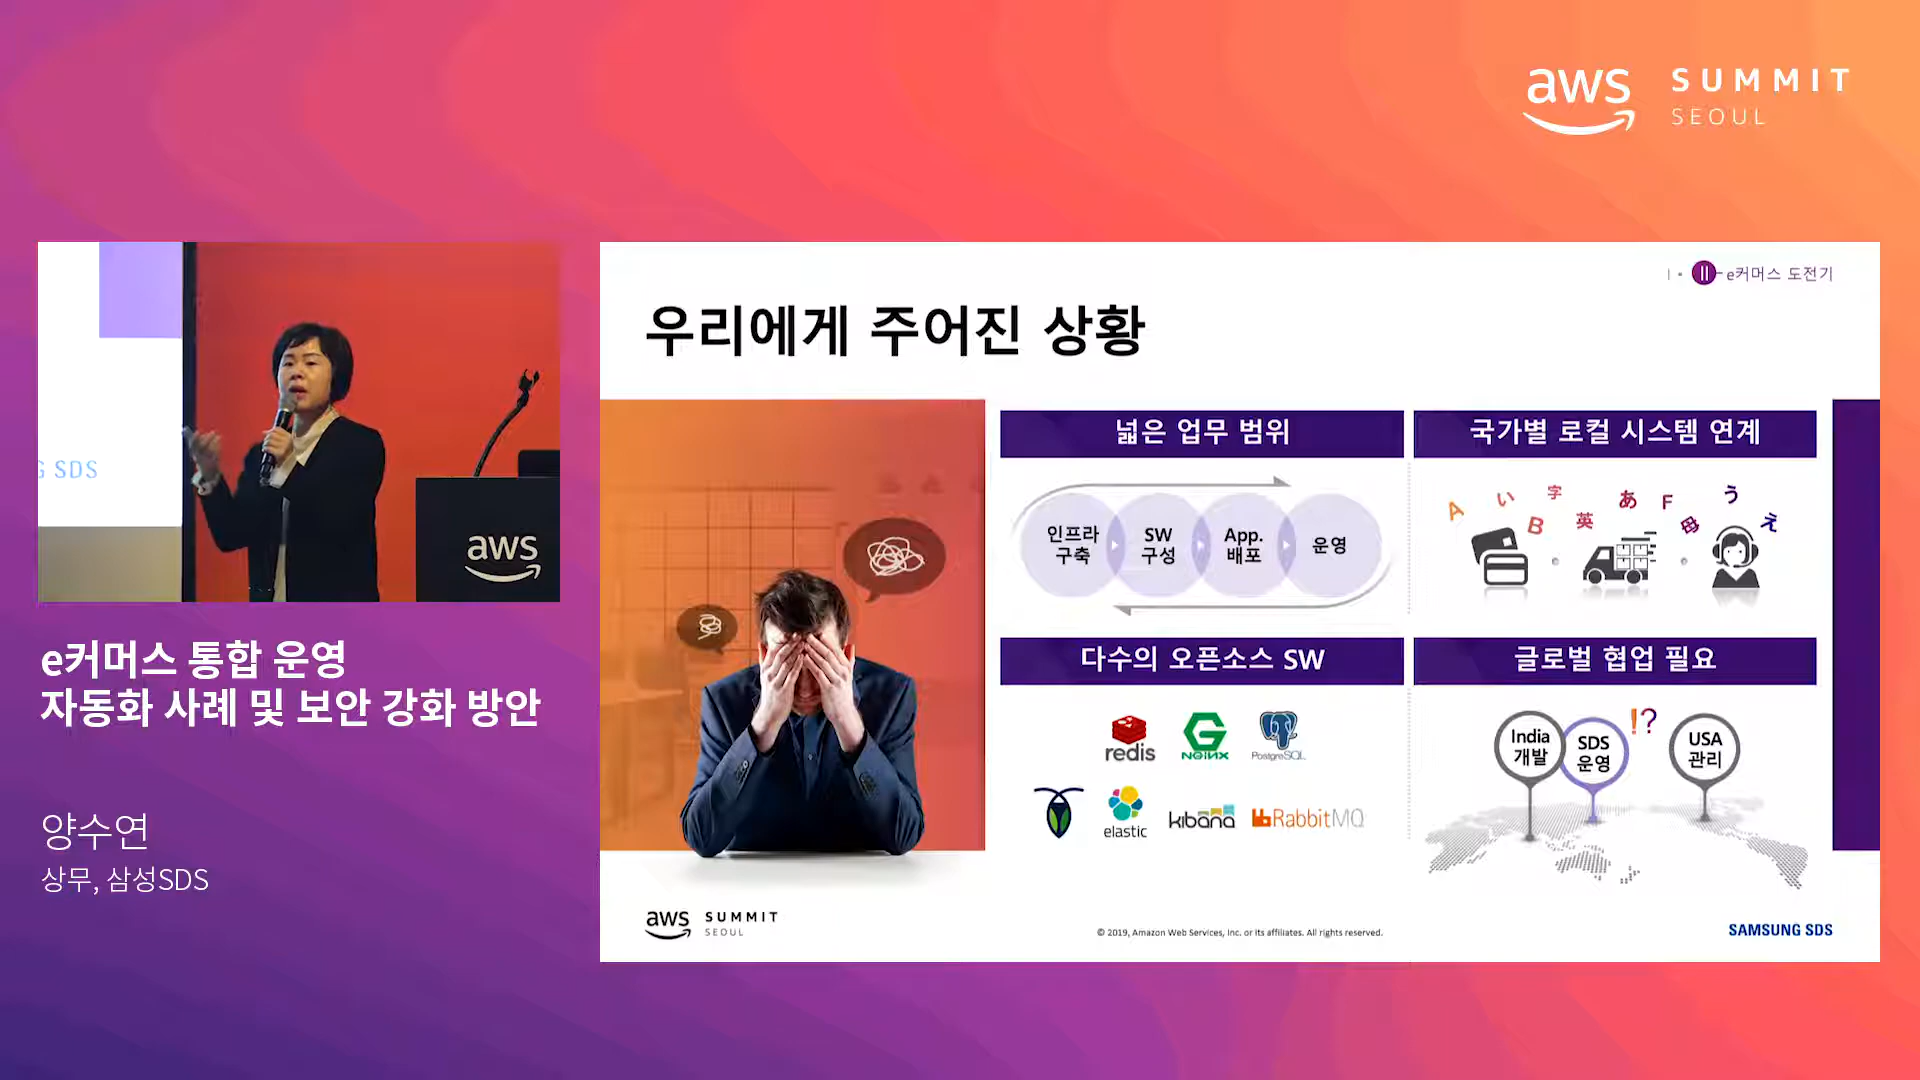 aws SUMMIT
SEOUL
G SDS
aws
e커머스 통합 운영
자동화 사례 및 보안 강화 방안
양수연
상무, 삼성SDS
I • II e커머스 도전기
우리에게 주어진 상황
넓은 업무 범위
인프라
구축
SW
구성
App.
배포
운영
국가별 로컬 시스템 연계
A い 字 B 英 あ F 母 う え
다수의 오픈소스 SW
redis
NGINX
PostgreSQL
elastic
kibana
RabbitMQ
글로벌 협업 필요
India
개발
SDS
운영
!?
USA
관리
aws SUMMIT
SEOUL
© 2019, Amazon Web Services, Inc. or its affiliates. All rights reserved.
SAMSUNG SDS